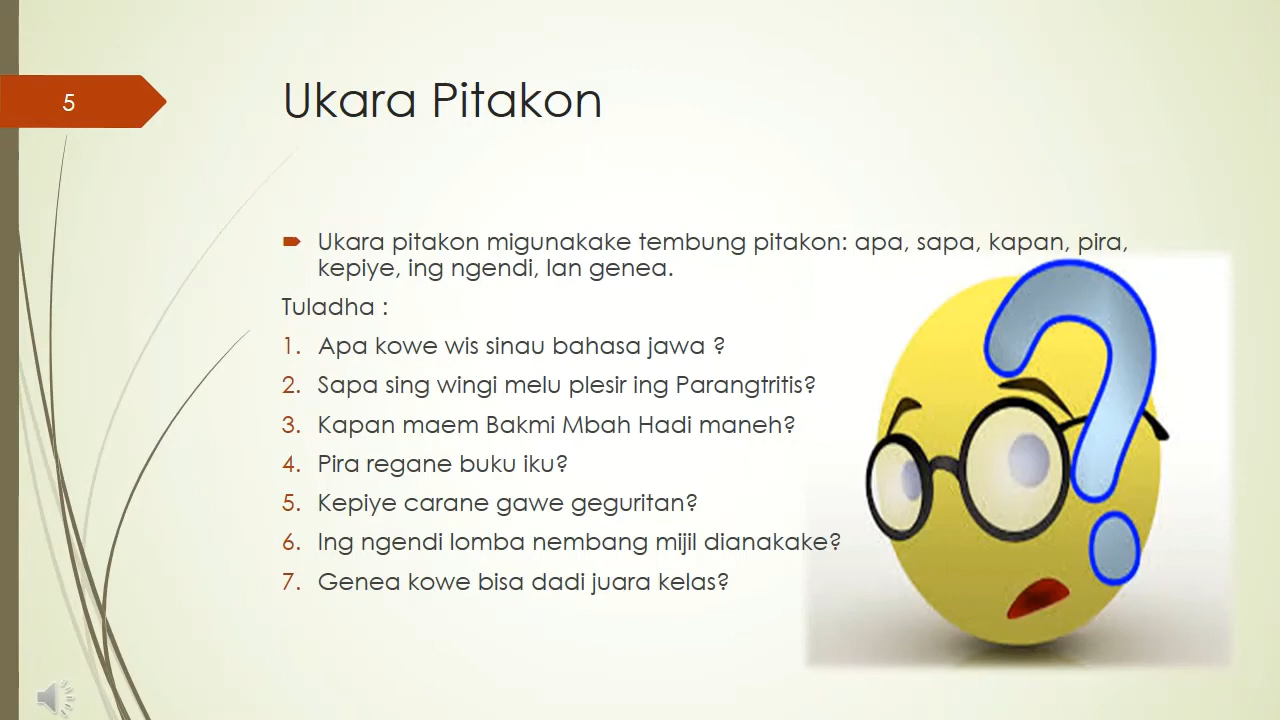 5
Ukara Pitakon
Ukara pitakon migunakake tembung pitakon: apa, sapa, kapan, pira,
kepiye, ing ngendi, lan genea.
Tuladha :
1. Apa kowe wis sinau bahasa jawa ?
2. Sapa sing wingi melu plesir ing Parangtritis?
3. Kapan maem Bakmi Mbah Hadi maneh?
4. Pira regane buku iku?
5. Kepiye carane gawe geguritan?
6. Ing ngendi lomba nembang mijil dianakake?
7. Genea kowe bisa dadi juara kelas?